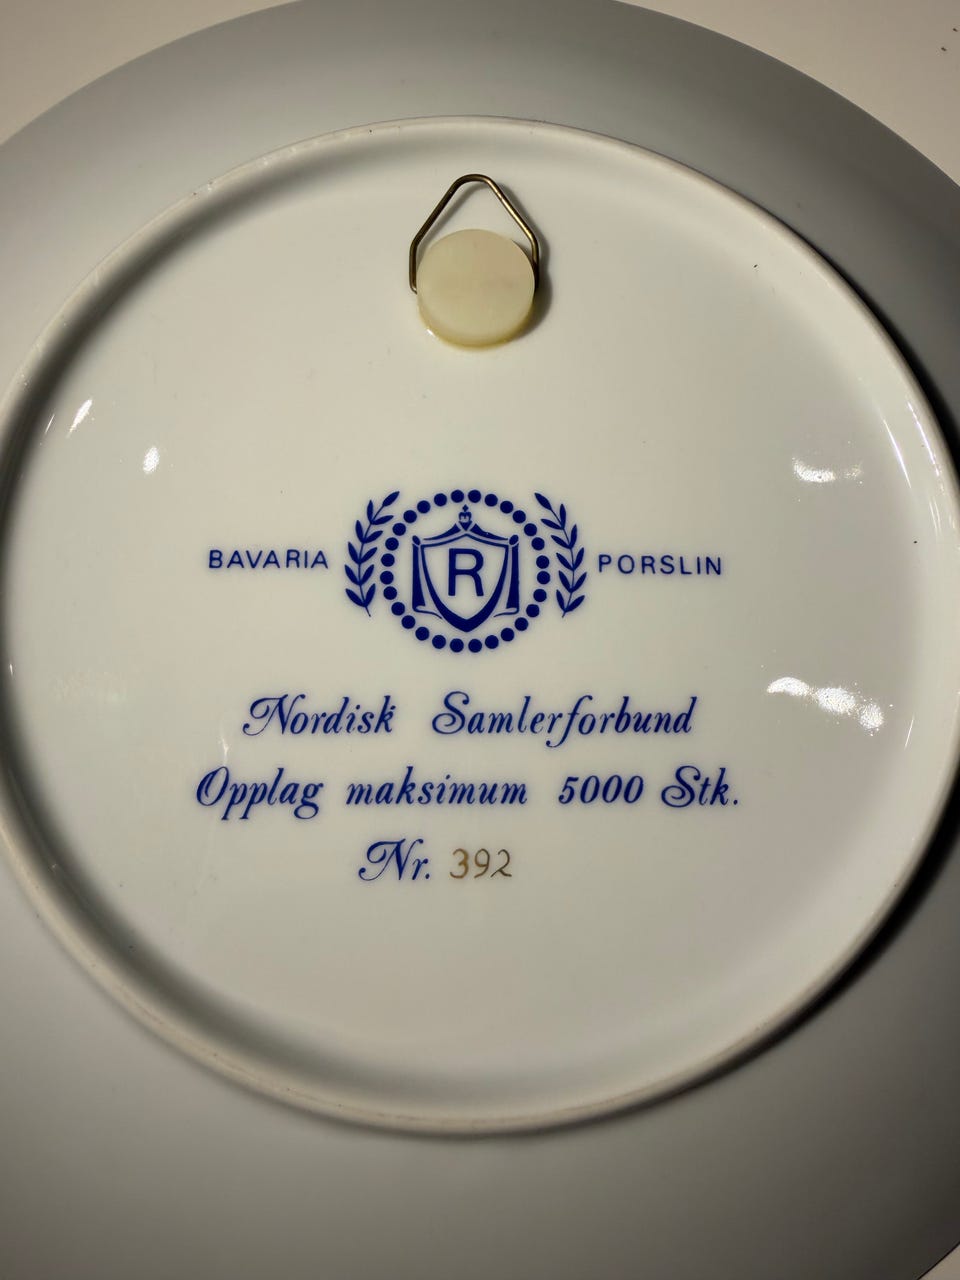 BAVARIA R PORSLIN
Nordisk Samlerforbund
Opplag maksimum 5000 Stk.
Nr. 392